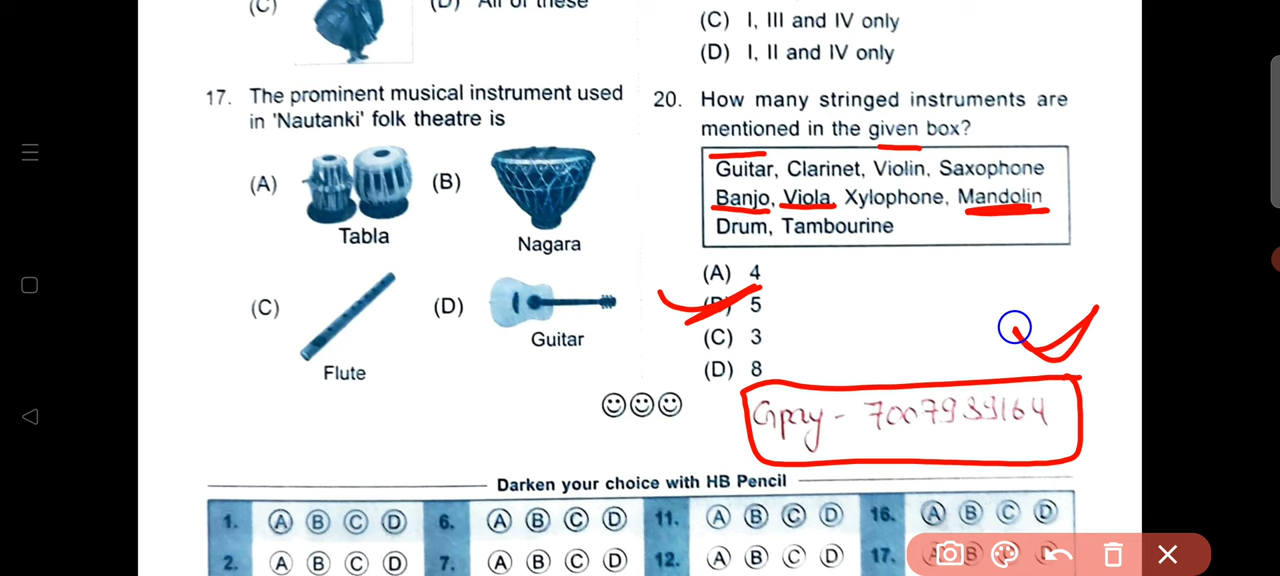 (C)
(D) All of these
17. The prominent musical instrument used
in 'Nautanki' folk theatre is
(A)
Tabla
(B)
Nagara
(C)
Flute
(D)
Guitar
(C) I, III and IV only
(D) I, II and IV only
20. How many stringed instruments are
mentioned in the given box?
Guitar, Clarinet, Violin, Saxophone
Banjo, Viola, Xylophone, Mandolin
Drum, Tambourine
(A) 4
(B) 5
(C) 3
(D) 8
Gpay -
Darken your choice with HB Pencil
1. A B C D 6. A B C D 11. A B C D 16. A B C D
2. A B C D 7. A B C D 12. A B C D 17. A B